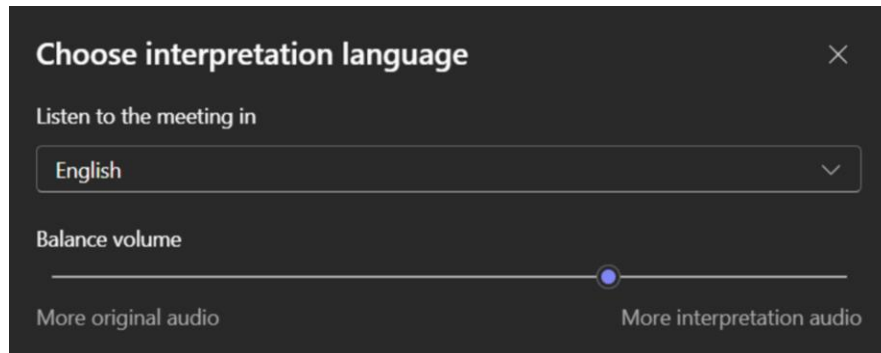 Choose interpretation language
Listen to the meeting in
English
Balance volume
More original audio
More interpretation audio